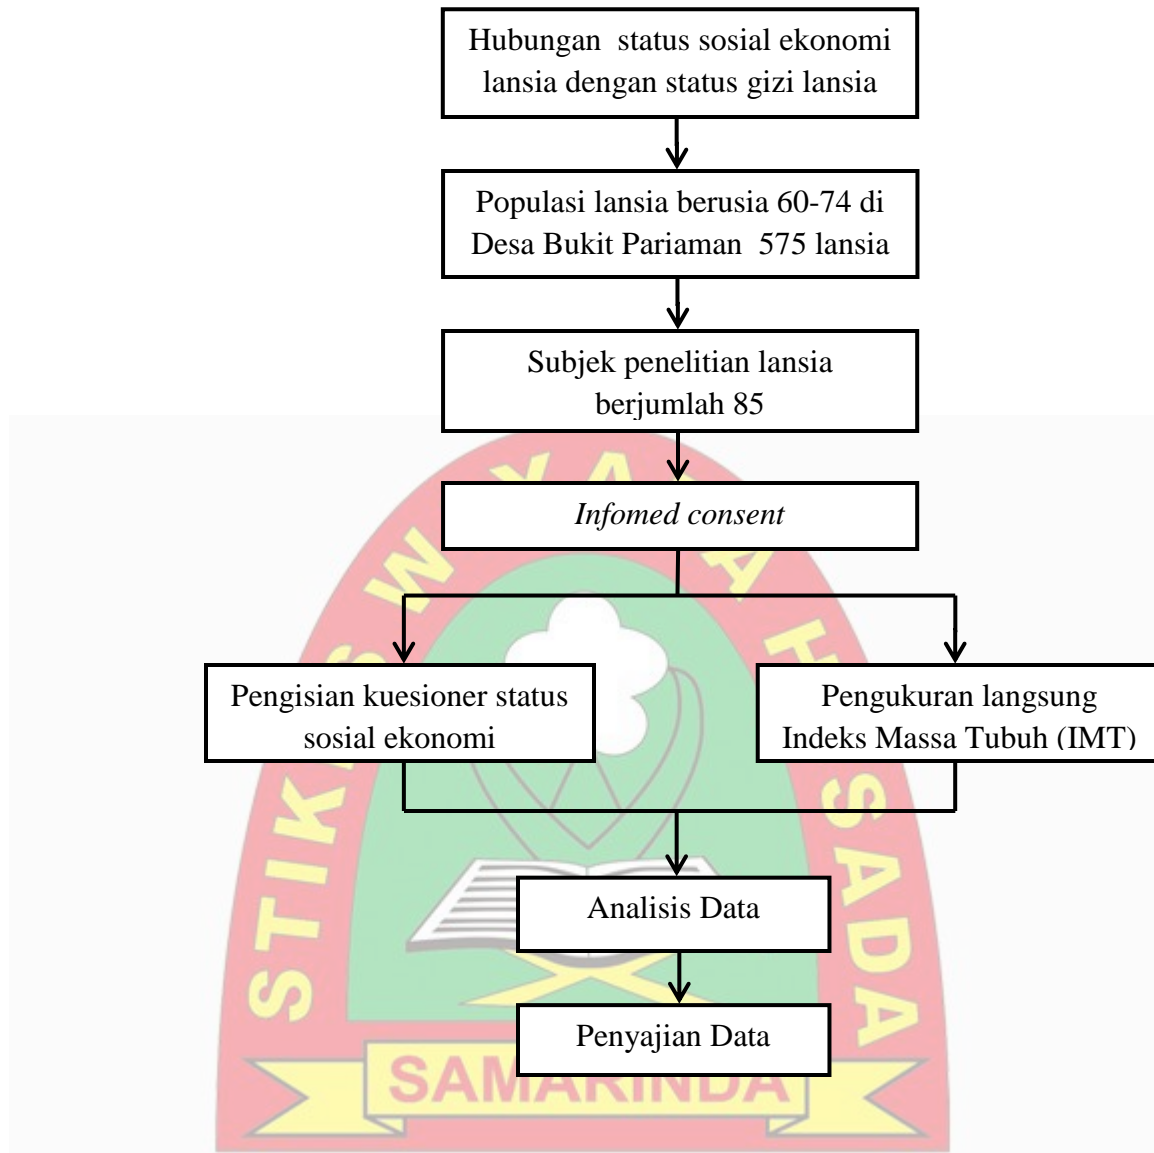 Hubungan status sosial ekonomi
lansia dengan status gizi lansia
Populasi lansia berusia 60-74 di
Desa Bukit Pariaman 575 lansia
Subjek penelitian lansia
berjumlah 85
Infomed consent
Pengisian kuesioner status
sosial ekonomi
Pengukuran langsung
Indeks Massa Tubuh (IMT)
Analisis Data
Penyajian Data
STIKES W SADA
SAMARINDA